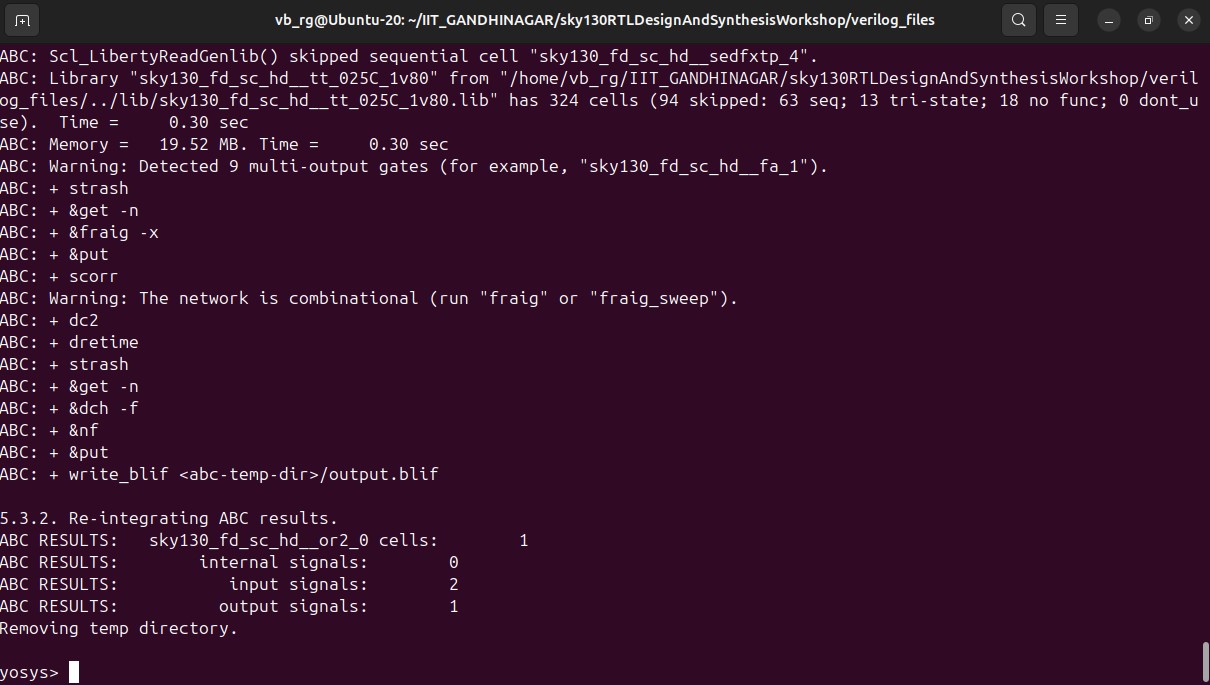 vb_rg@Ubuntu-20: ~/IIT_GANDHINAGAR/sky130RTLDesignAndSynthesisWorkshop/verilog_files
ABC: Scl_LibertyReadGenlib() skipped sequential cell "sky130_fd_sc_hd__sedfxtp_4".
ABC: Library "sky130_fd_sc_hd__tt_025C_1v80" from "/home/vb_rg/IIT_GANDHINAGAR/sky130RTLDesignAndSynthesisWorkshop/veril
og_files/../lib/sky130_fd_sc_hd__tt_025C_1v80.lib" has 324 cells (94 skipped: 63 seq; 13 tri-state; 18 no func; 0 dont_u
se).  Time =     0.30 sec
ABC: Memory =   19.52 MB. Time =     0.30 sec
ABC: Warning: Detected 9 multi-output gates (for example, "sky130_fd_sc_hd__fa_1").
ABC: + strash
ABC: + &get -n
ABC: + &fraig -x
ABC: + &put
ABC: + scorr
ABC: Warning: The network is combinational (run "fraig" or "fraig_sweep").
ABC: + dc2
ABC: + dretime
ABC: + strash
ABC: + &get -n
ABC: + &dch -f
ABC: + &nf
ABC: + &put
ABC: + write_blif <abc-temp-dir>/output.blif
5.3.2. Re-integrating ABC results.
ABC RESULTS:   sky130_fd_sc_hd__or2_0 cells:        1
ABC RESULTS:        internal signals:        0
ABC RESULTS:           input signals:        2
ABC RESULTS:          output signals:        1
Removing temp directory.
yosys>